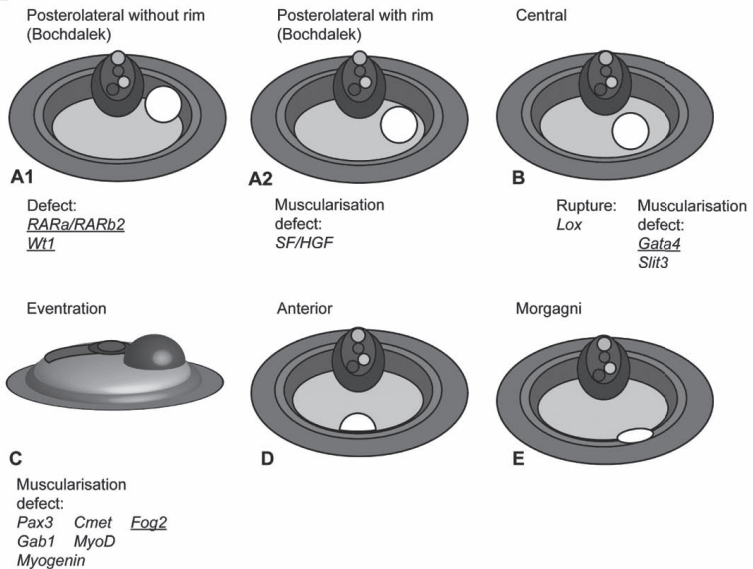 Posterolateral without rim
(Bochdalek)
Posterolateral with rim
(Bochdalek)
Central
A1
A2
B
Defect:
RARa/RARb2
Wt1
Muscularisation
defect:
SF/HGF
Rupture:
Lox
Muscularisation
defect:
Gata4
Slit3
Eventration
Anterior
Morgagni
C
D
E
Muscularisation
defect:
Pax3 Cmet Fog2
Gab1 MyoD
Myogenin